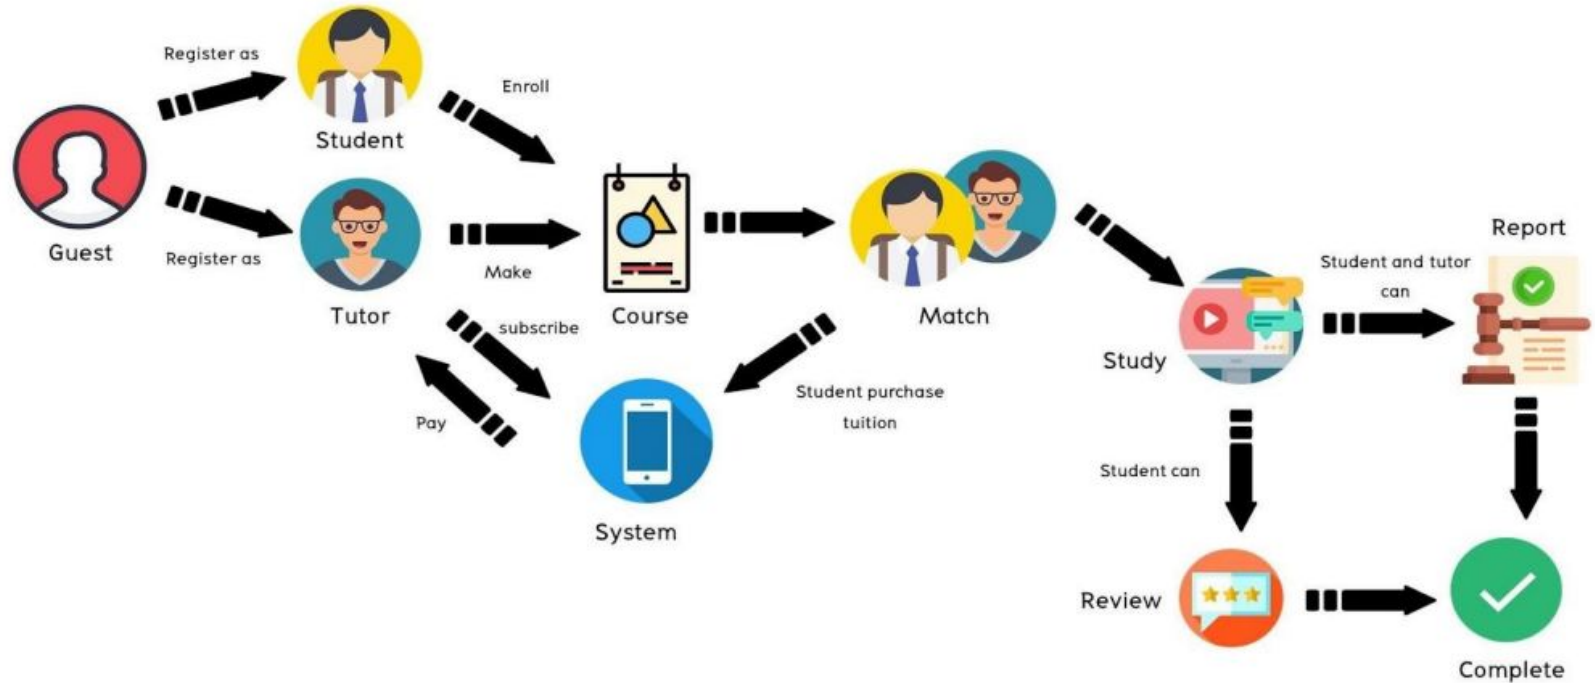 Register as
Student
Enroll
Guest
Register as
Tutor
Make
Course
subscribe
Pay
System
Match
Student purchase
tuition
Study
Student and tutor
can
Report
Student can
Review
Complete